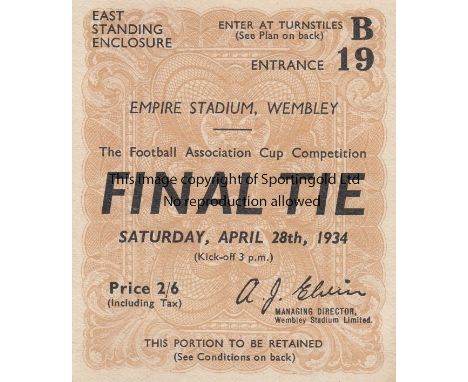 EAST
STANDING
ENCLOSURE
ENTER AT TURNSTILES
(See Plan on back)
B
ENTRANCE
19
EMPIRE STADIUM, WEMBLEY
The Football Association Cup Competition
This image copyright of Sportingold Ltd
FINAL TIE
No reproduction allowed
SATURDAY, APRIL 28th, 1934
(Kick-off 3 p.m.)
Price 2/6
(Including Tax)
A. J. Elvin
MANAGING DIRECTOR,
Wembley Stadium Limited.
THIS PORTION TO BE RETAINED
(See Conditions on back)